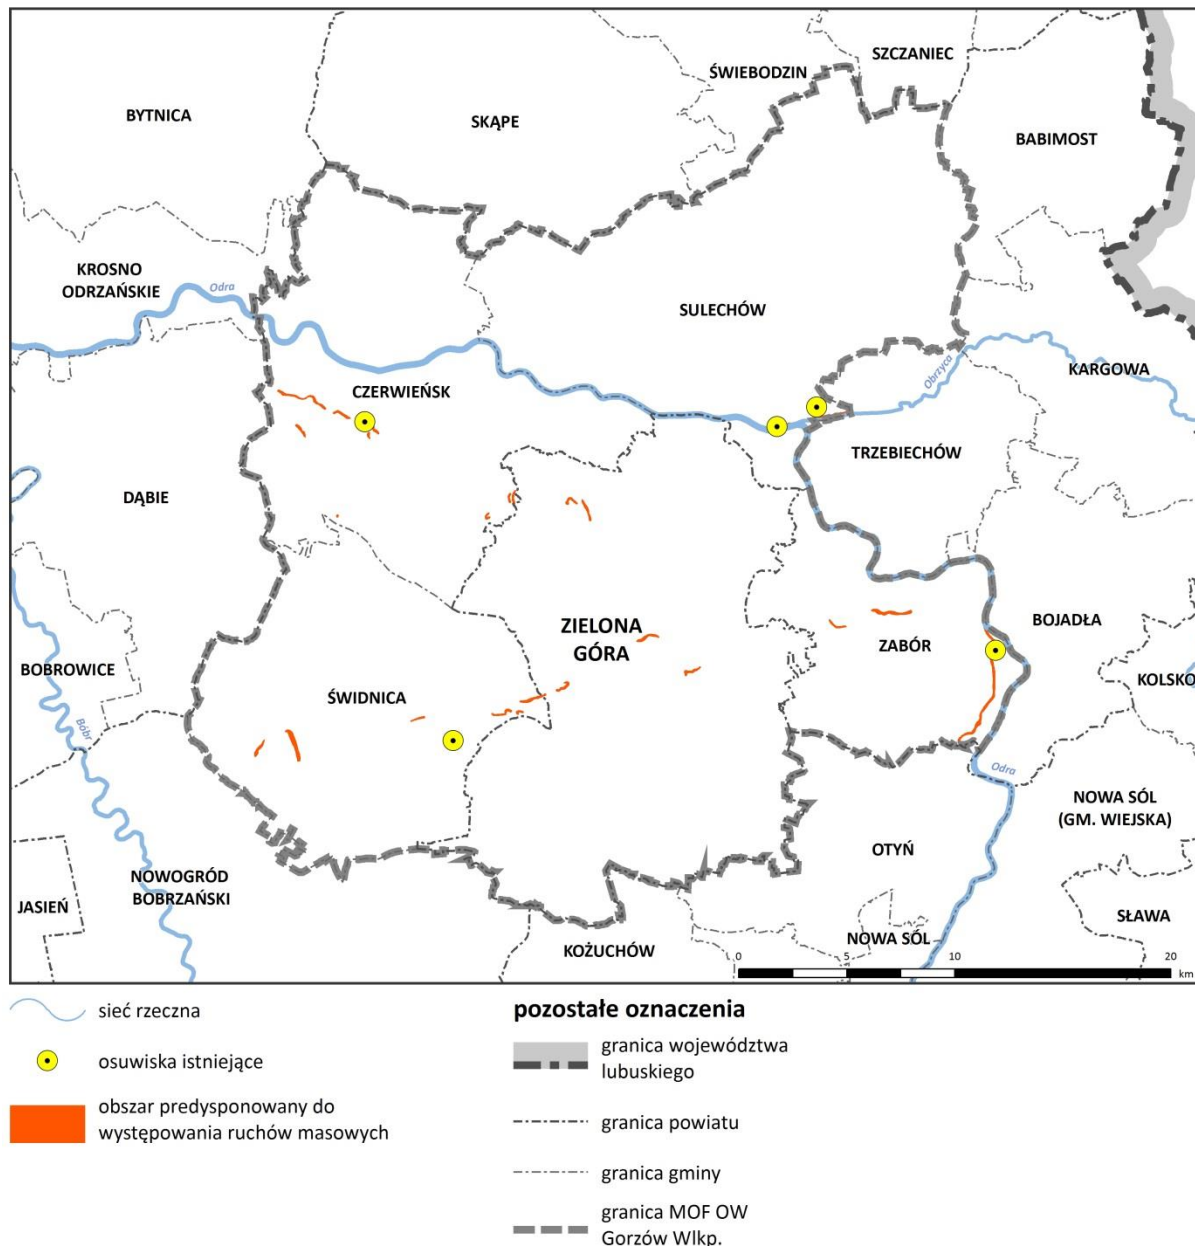 SZCZANIEC
ŚWIEBODZIN
BYTNICA
SKĄPE
BABIMOST
KROSNO
ODRZAŃSKIE
Odra
SULECHÓW
Obrzyca
KARGOWA
CZERWIEŃSK
TRZEBIECHÓW
DĄBIE
ZIELONA
GÓRA
ZABÓR
BOJADŁA
BOBROWICE
KOLSKO
ŚWIDNICA
Bóbr
Odra
NOWA SÓL
(GM. WIEJSKA)
OTYŃ
NOWOGRÓD
BOBRZAŃSKI
JASIEŃ
SŁAWA
KOŻUCHÓW
NOWA SÓL
0 5 10 20
km
sieć rzeczna
osuwiska istniejące
obszar predysponowany do
występowania ruchów masowych
pozostałe oznaczenia
granica województwa
lubuskiego
granica powiatu
granica gminy
granica MOF OW
Gorzów Wlkp.